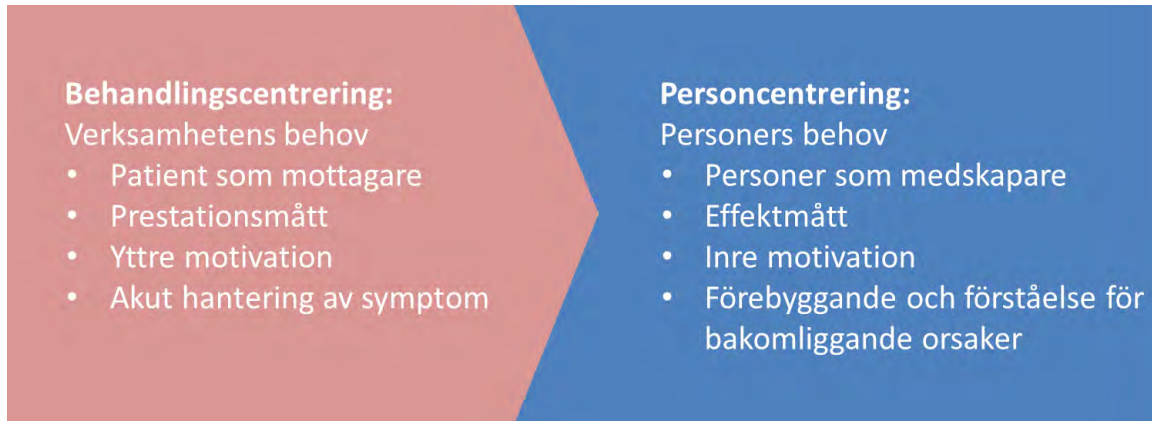 Behandlingscentrering:
Verksamhetens behov
• Patient som mottagare
• Prestationsmått
• Yttre motivation
• Akut hantering av symptom
Personcentrering:
Personers behov
• Personer som medskapare
• Effektmått
• Inre motivation
• Förebyggande och förståelse för
bakomliggande orsaker